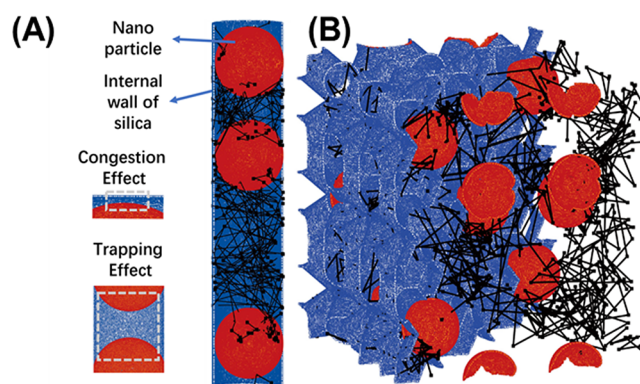 (A)
Nano
particle
Internal
wall of
silica
Congestion
Effect
Trapping
Effect
(B)